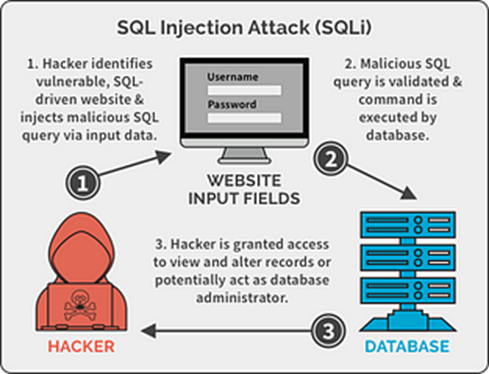 SQL Injection Attack (SQLi)
1. Hacker identifies
vulnerable, SQL-
driven website &
injects malicious SQL
query via input data.
Username
Password
2. Malicious SQL
query is validated &
command is
executed by
database.
1
2
WEBSITE
INPUT FIELDS
3. Hacker is granted access
to view and alter records or
potentially act as database
administrator.
3
HACKER
DATABASE